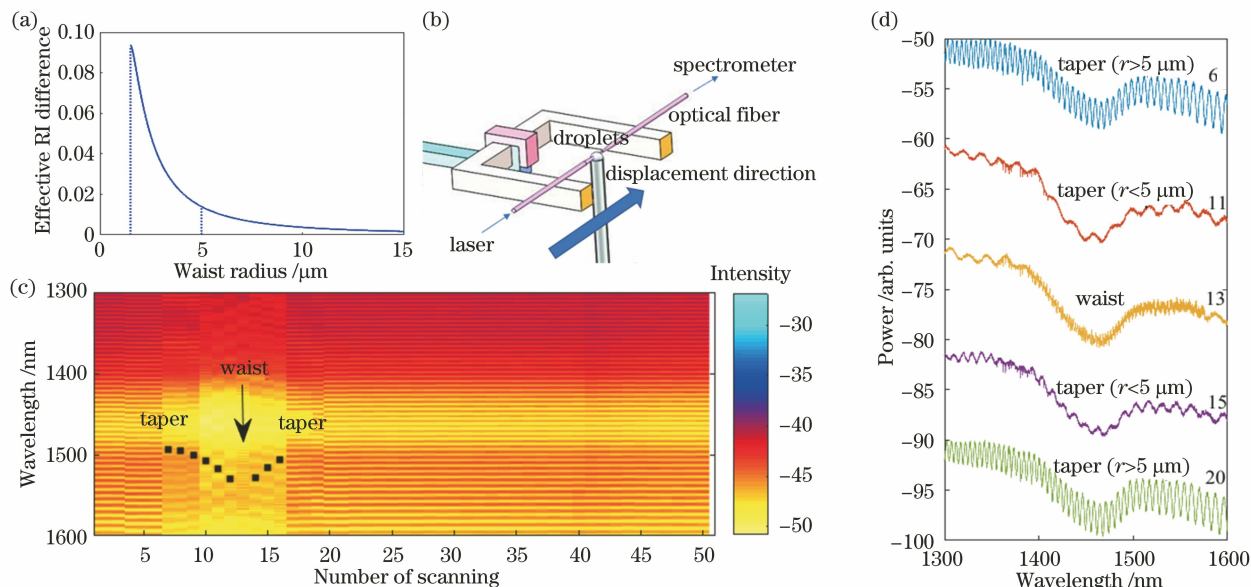 (a)
Effective RI difference
0.10
0.08
0.06
0.04
0.02
0
5
10
15
Waist radius /μm
(b)
spectrometer
optical fiber
droplets
displacement direction
laser
(c)
Wavelength /nm
1300
1400
1500
1600
waist
taper
taper
5
10
15
20
25
30
35
40
45
50
Number of scanning
Intensity
−30
−35
−40
−45
−50
(d)
Power /arb. units
−50
−55
−60
−65
−70
−75
−80
−85
−90
−95
−100
taper (r>5 μm)
6
taper (r<5 μm)
11
waist
13
taper (r<5 μm)
15
taper (r>5 μm)
20
1300
1400
1500
1600
Wavelength /nm